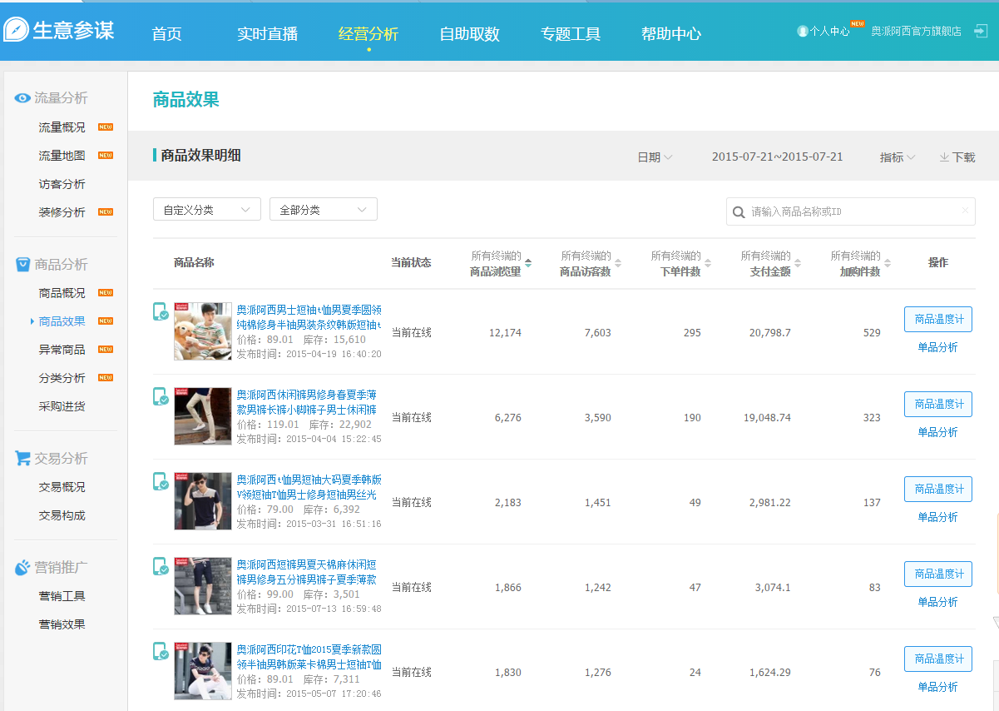 生意参谋
首页
实时直播
经营分析
自助取数
专题工具
帮助中心
个人中心 NEW
奥派阿西官方旗舰店
流量分析
流量概况 NEW
流量地图 NEW
访客分析
装修分析 NEW
商品分析
商品概况 NEW
商品效果 NEW
异常商品 NEW
分类分析 NEW
采购进货
交易分析
交易概况
交易构成
营销推广
营销工具
营销效果
商品效果
商品效果明细
日期
2015-07-21~2015-07-21
指标
下载
自定义分类
全部分类
请输入商品名称或ID
商品名称
当前状态
所有终端的
商品浏览量
所有终端的
商品访客数
所有终端的
下单件数
所有终端的
支付金额
所有终端的
加购件数
操作
奥派阿西男士短袖t恤男夏季圆领
纯棉修身半袖男装条纹韩版短袖t
价格：89.01 库存：15,610
发布时间：2015-04-19 16:40:20
当前在线
12,174
7,603
295
20,798.7
529
商品温度计
单品分析
奥派阿西休闲裤男修身春夏季薄
款男裤长裤小脚裤子男士休闲裤
价格：119.01 库存：22,902
发布时间：2015-04-04 15:22:45
当前在线
6,276
3,590
190
19,048.74
323
商品温度计
单品分析
奥派阿西t恤男短袖大码夏季韩版
V领短袖T恤男士修身短袖男丝光
价格：79.00 库存：6,392
发布时间：2015-03-31 16:51:16
当前在线
2,183
1,451
49
2,981.22
137
商品温度计
单品分析
奥派阿西短裤男夏天棉麻休闲短
裤男修身五分裤男裤子夏季薄款
价格：99.00 库存：3,501
发布时间：2015-07-13 16:59:48
当前在线
1,866
1,242
47
3,074.1
83
商品温度计
单品分析
奥派阿西印花T恤2015夏季新款圆
领半袖男韩版莱卡棉男士短袖T恤
价格：89.01 库存：7,311
发布时间：2015-05-07 17:20:46
当前在线
1,830
1,276
24
1,624.29
76
商品温度计
单品分析